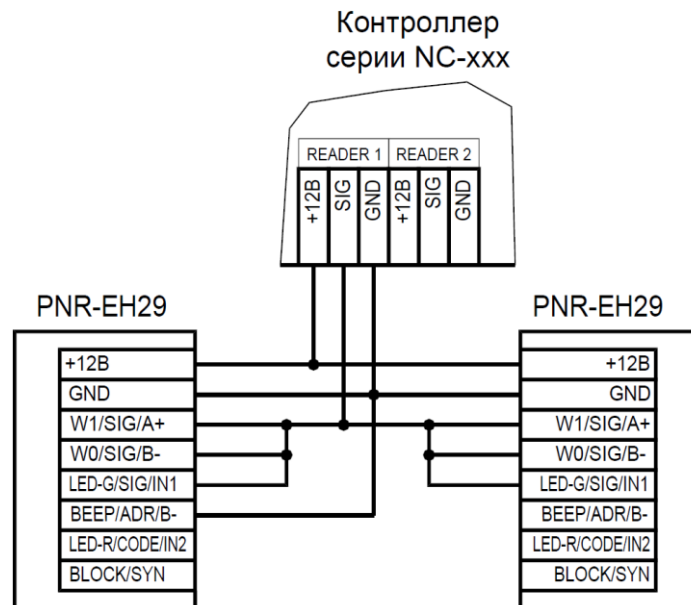 Контроллер
серии NC-xxx
READER 1 READER 2
+12В SIG GND +12В SIG GND
PNR-EH29
+12В
GND
W1/SIG/A+
W0/SIG/B-
LED-G/SIG/IN1
BEEP/ADR/B-
LED-R/CODE/IN2
BLOCK/SYN
PNR-EH29
+12В
GND
W1/SIG/A+
W0/SIG/B-
LED-G/SIG/IN1
BEEP/ADR/B-
LED-R/CODE/IN2
BLOCK/SYN